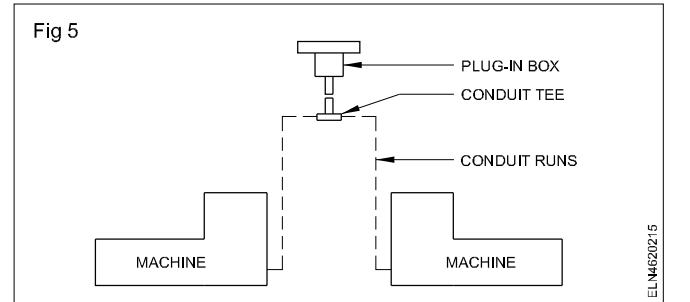 Fig 5
PLUG-IN BOX
CONDUIT TEE
CONDUIT RUNS
MACHINE
MACHINE
ELN4620215